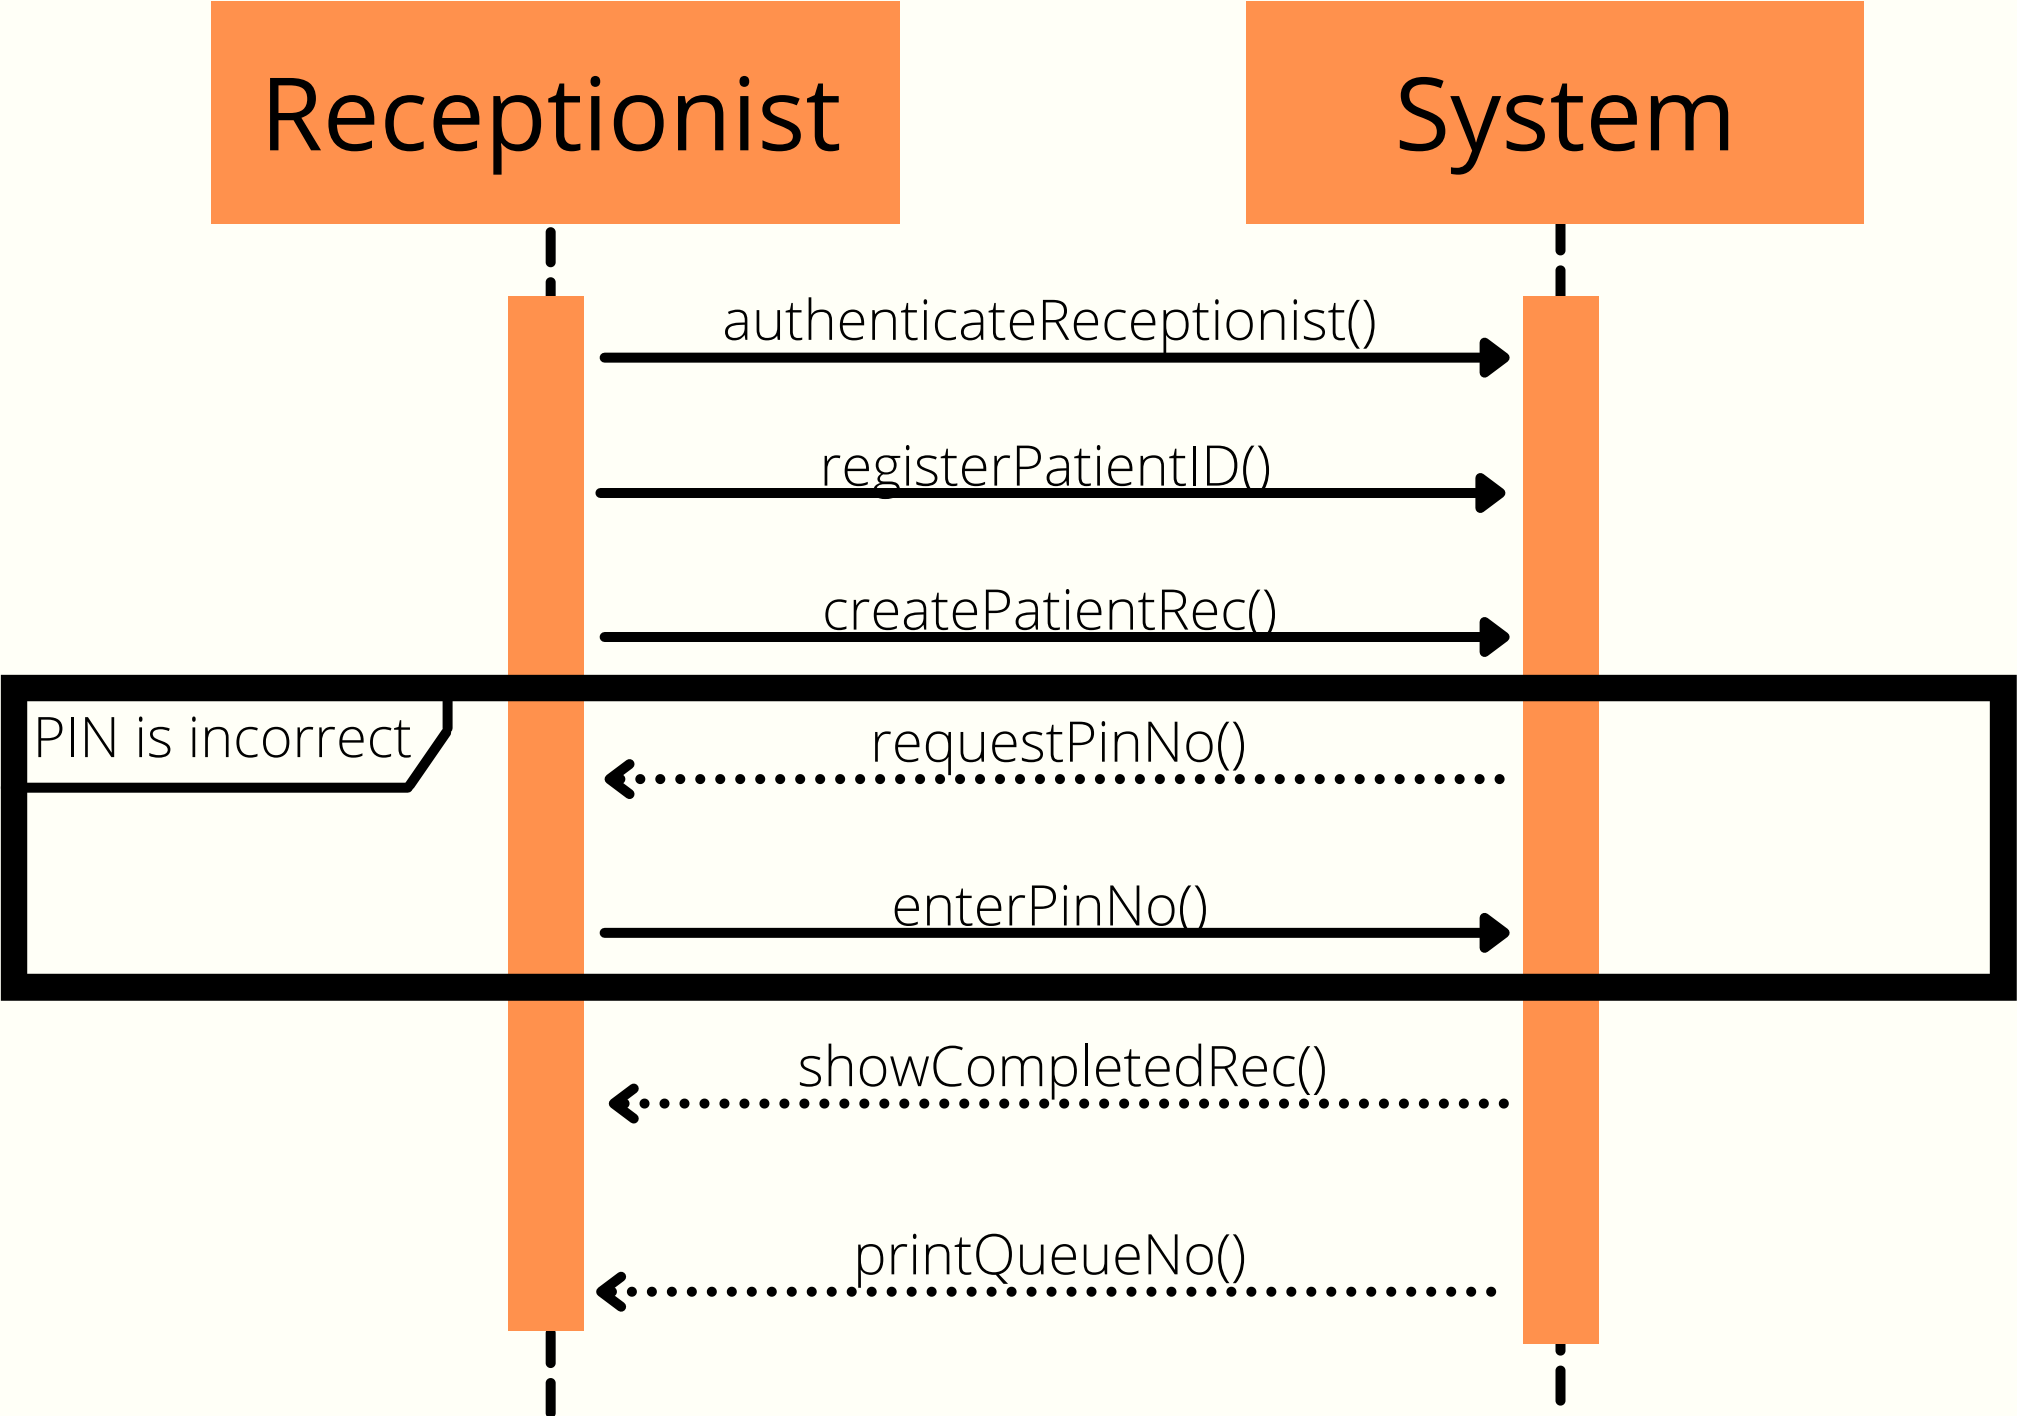 Receptionist
System
authenticateReceptionist()
registerPatientID()
createPatientRec()
PIN is incorrect
requestPinNo()
enterPinNo()
showCompletedRec()
printQueueNo()